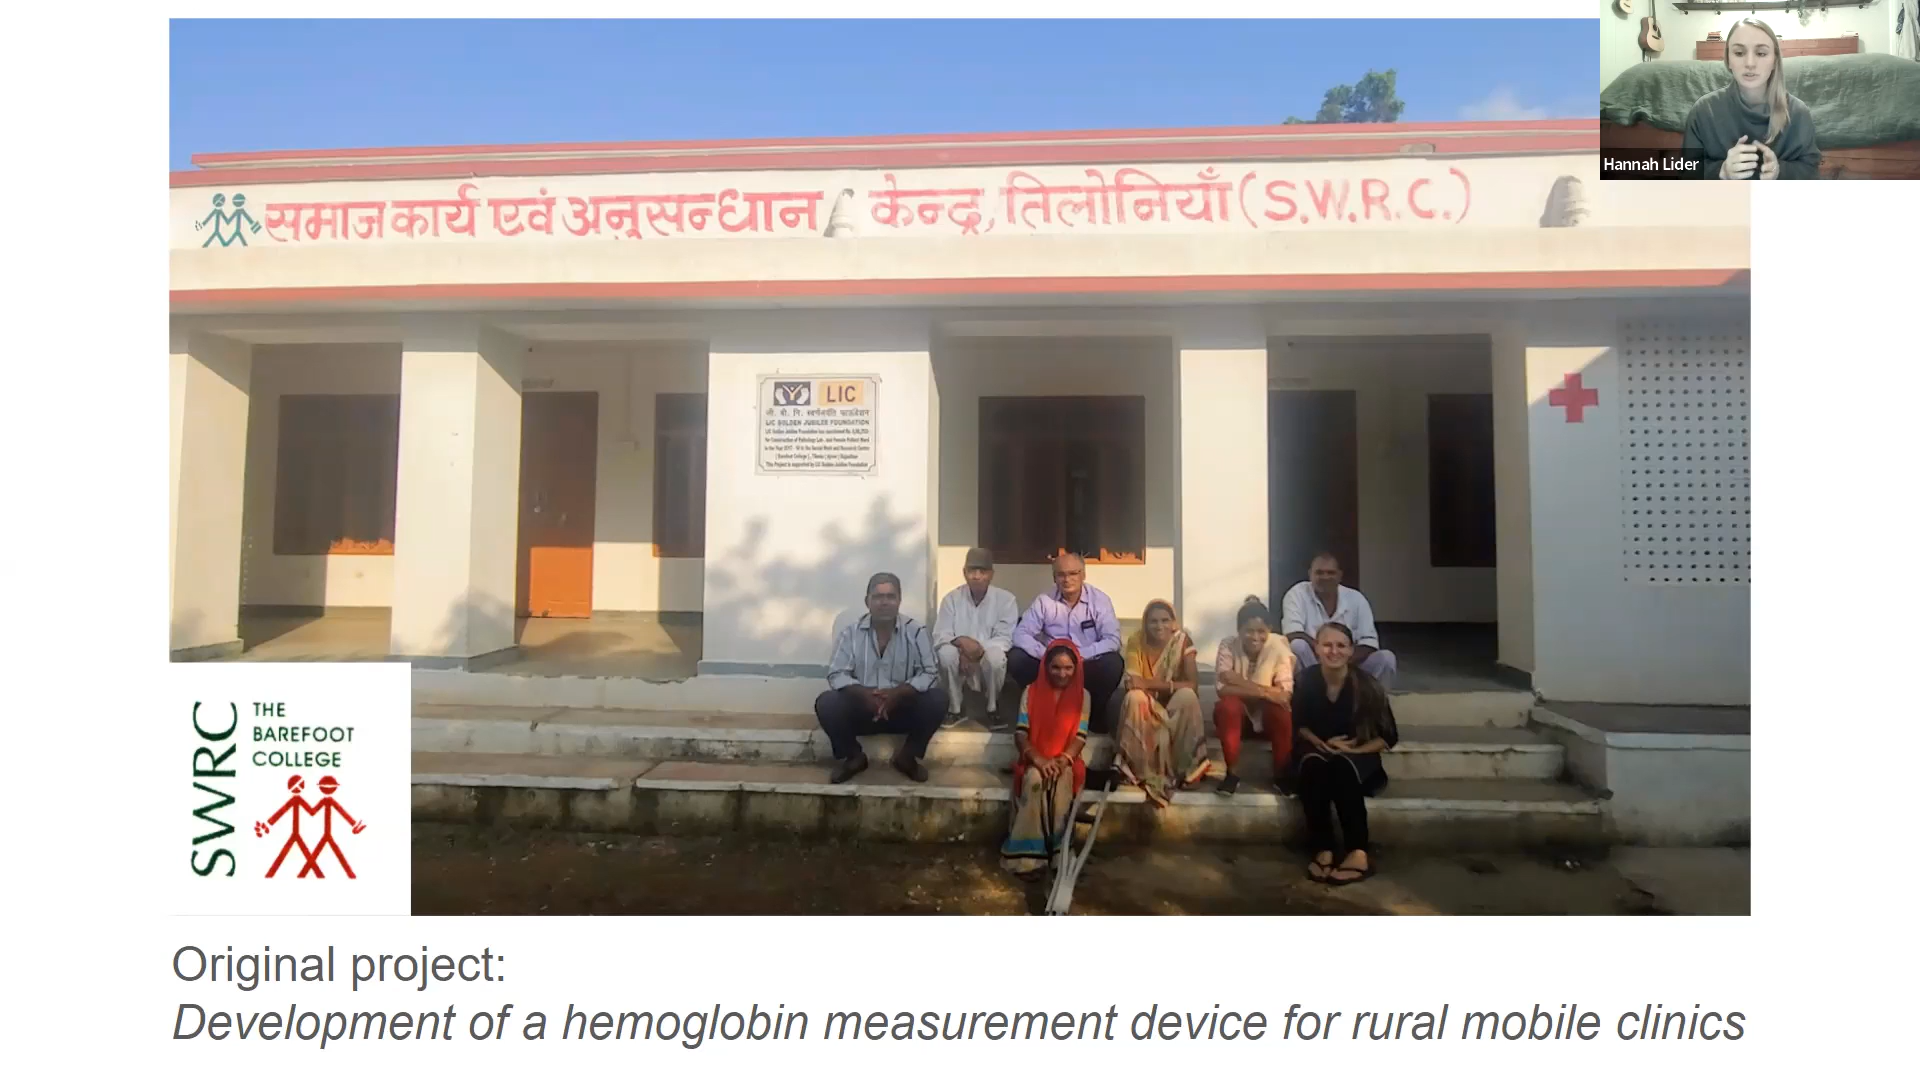 Hannah Lider
समाज कार्य एवं अनुसन्धान केन्द्र, तिलोनियाँ (S.W.R.C.)
LIC
LIC GOLDEN JUBILEE FOUNDATION
SWRC
THE
BAREFOOT
COLLEGE
Original project:
Development of a hemoglobin measurement device for rural mobile clinics